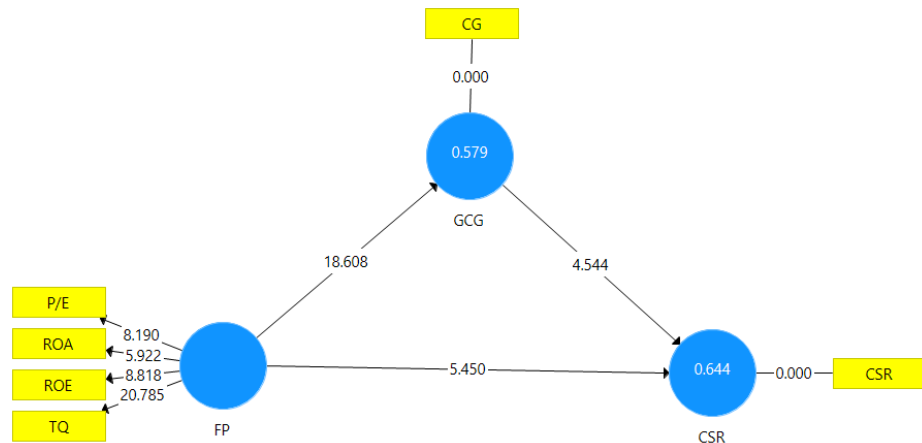 CG
0.000
0.579
GCG
18.608
4.544
P/E
8.190
ROA
5.922
ROE
8.818
TQ
20.785
FP
5.450
0.644
0.000
CSR
CSR